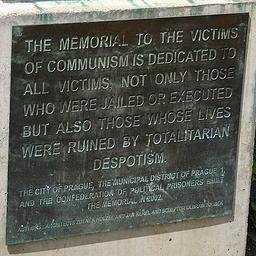 THE MEMORIAL TO THE VICTIMS
OF COMMUNISM IS DEDICATED TO
ALL VICTIMS, NOT ONLY THOSE
WHO WERE JAILED OR EXECUTED
BUT ALSO THOSE WHOSE LIVES
WERE RUINED BY TOTALITARIAN
DESPOTISM.
THE CITY OF PRAGUE, THE MUNICIPAL DISTRICT OF PRAGUE 1,
AND THE CONFEDERATION OF POLITICAL PRISONERS BUILT
THE MEMORIAL IN 2002.